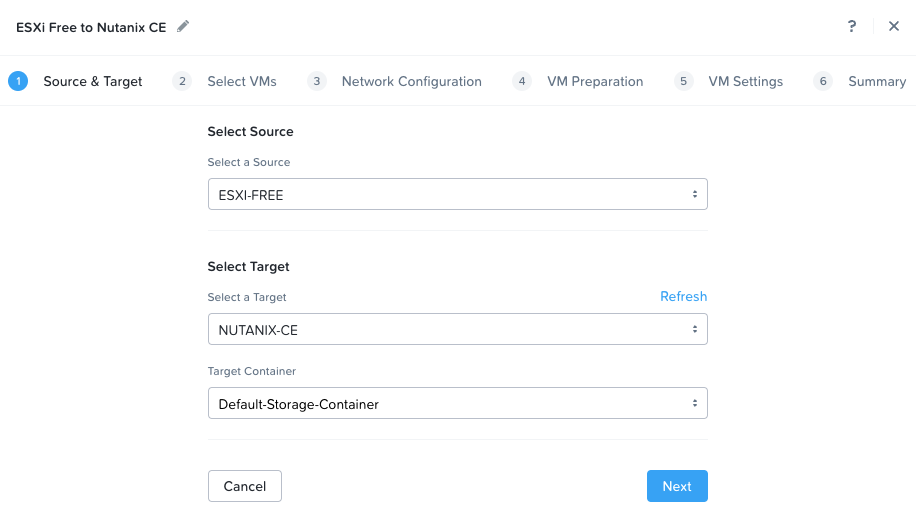 ESXi Free to Nutanix CE
?
1 Source & Target 2 Select VMs 3 Network Configuration 4 VM Preparation 5 VM Settings 6 Summary
Select Source
Select a Source
ESXI-FREE
Select Target
Select a Target Refresh
NUTANIX-CE
Target Container
Default-Storage-Container
Cancel Next